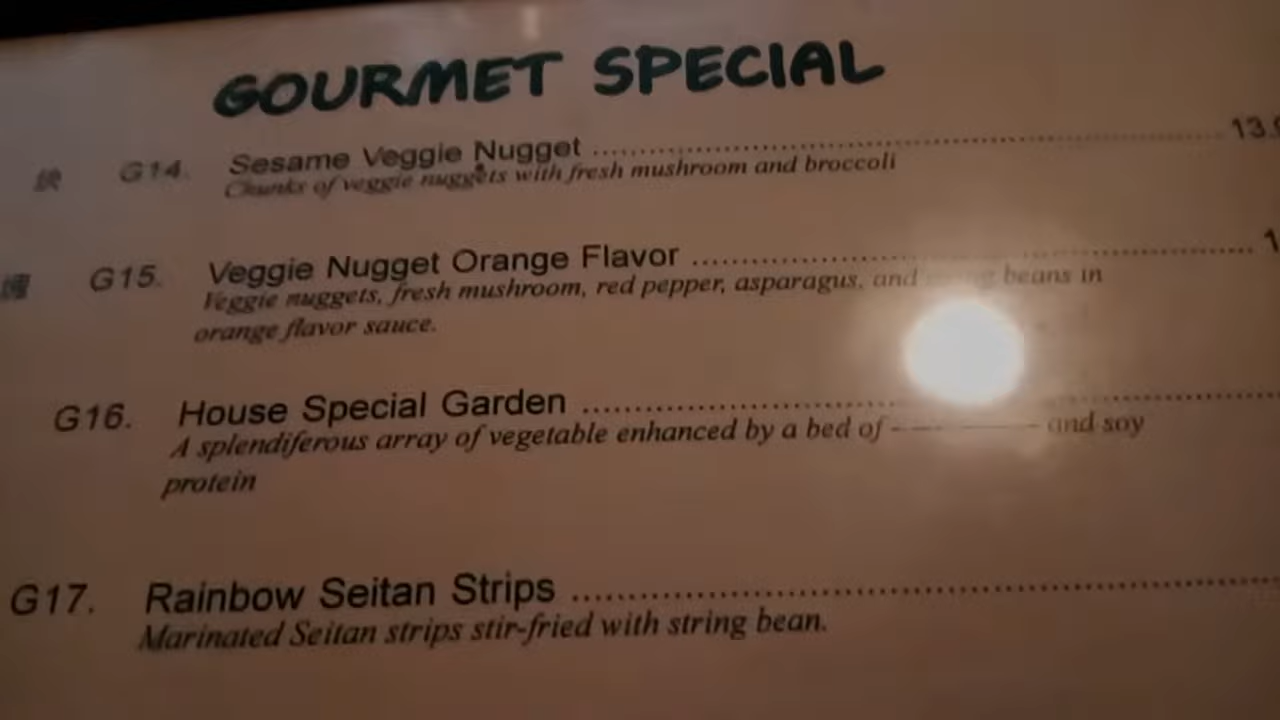 GOURMET SPECIAL
G14. Sesame Veggie Nugget ........................ 13.
Chunks of veggie nuggets with fresh mushroom and broccoli
G15. Veggie Nugget Orange Flavor ........................ 1
Veggie nuggets, fresh mushroom, red pepper, asparagus, and beans in
orange flavor sauce.
G16. House Special Garden ........................
A splendiferous array of vegetable enhanced by a bed of and soy
protein
G17. Rainbow Seitan Strips ........................
Marinated Seitan strips stir-fried with string bean.